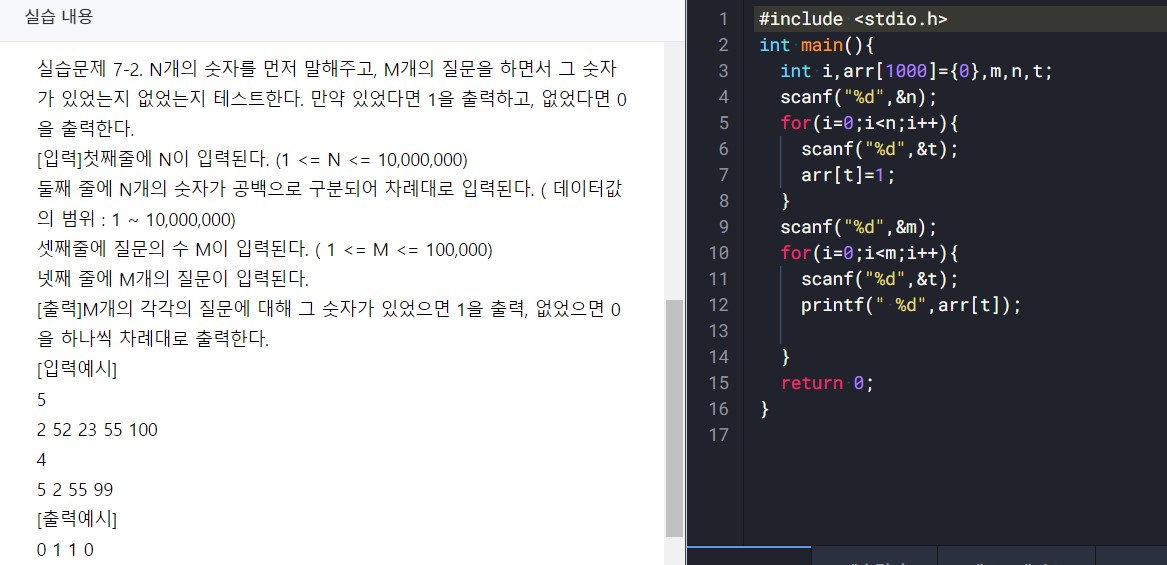 실습 내용
실습문제 7-2. N개의 숫자를 먼저 말해주고, M개의 질문을 하면서 그 숫자
가 있었는지 없었는지 테스트한다. 만약 있었다면 1을 출력하고, 없었다면 0
을 출력한다.
[입력]첫째줄에 N이 입력된다. (1 <= N <= 10,000,000)
둘째 줄에 N개의 숫자가 공백으로 구분되어 차례대로 입력된다. ( 데이터값
의 범위 : 1 ~ 10,000,000)
셋째줄에 질문의 수 M이 입력된다. ( 1 <= M <= 100,000)
넷째 줄에 M개의 질문이 입력된다.
[출력]M개의 각각의 질문에 대해 그 숫자가 있었으면 1을 출력, 없었으면 0
을 하나씩 차례대로 출력한다.
[입력예시]
5
2 52 23 55 100
4
5 2 55 99
[출력예시]
0 1 1 0
1 #include <stdio.h>
2 int main(){
3 int i,arr[1000]={0},m,n,t;
4 scanf("%d",&n);
5 for(i=0;i<n;i++){
6 scanf("%d",&t);
7 arr[t]=1;
8 }
9 scanf("%d",&m);
10 for(i=0;i<m;i++){
11 scanf("%d",&t);
12 printf(" %d",arr[t]);
13
14 }
15 return 0;
16 }
17